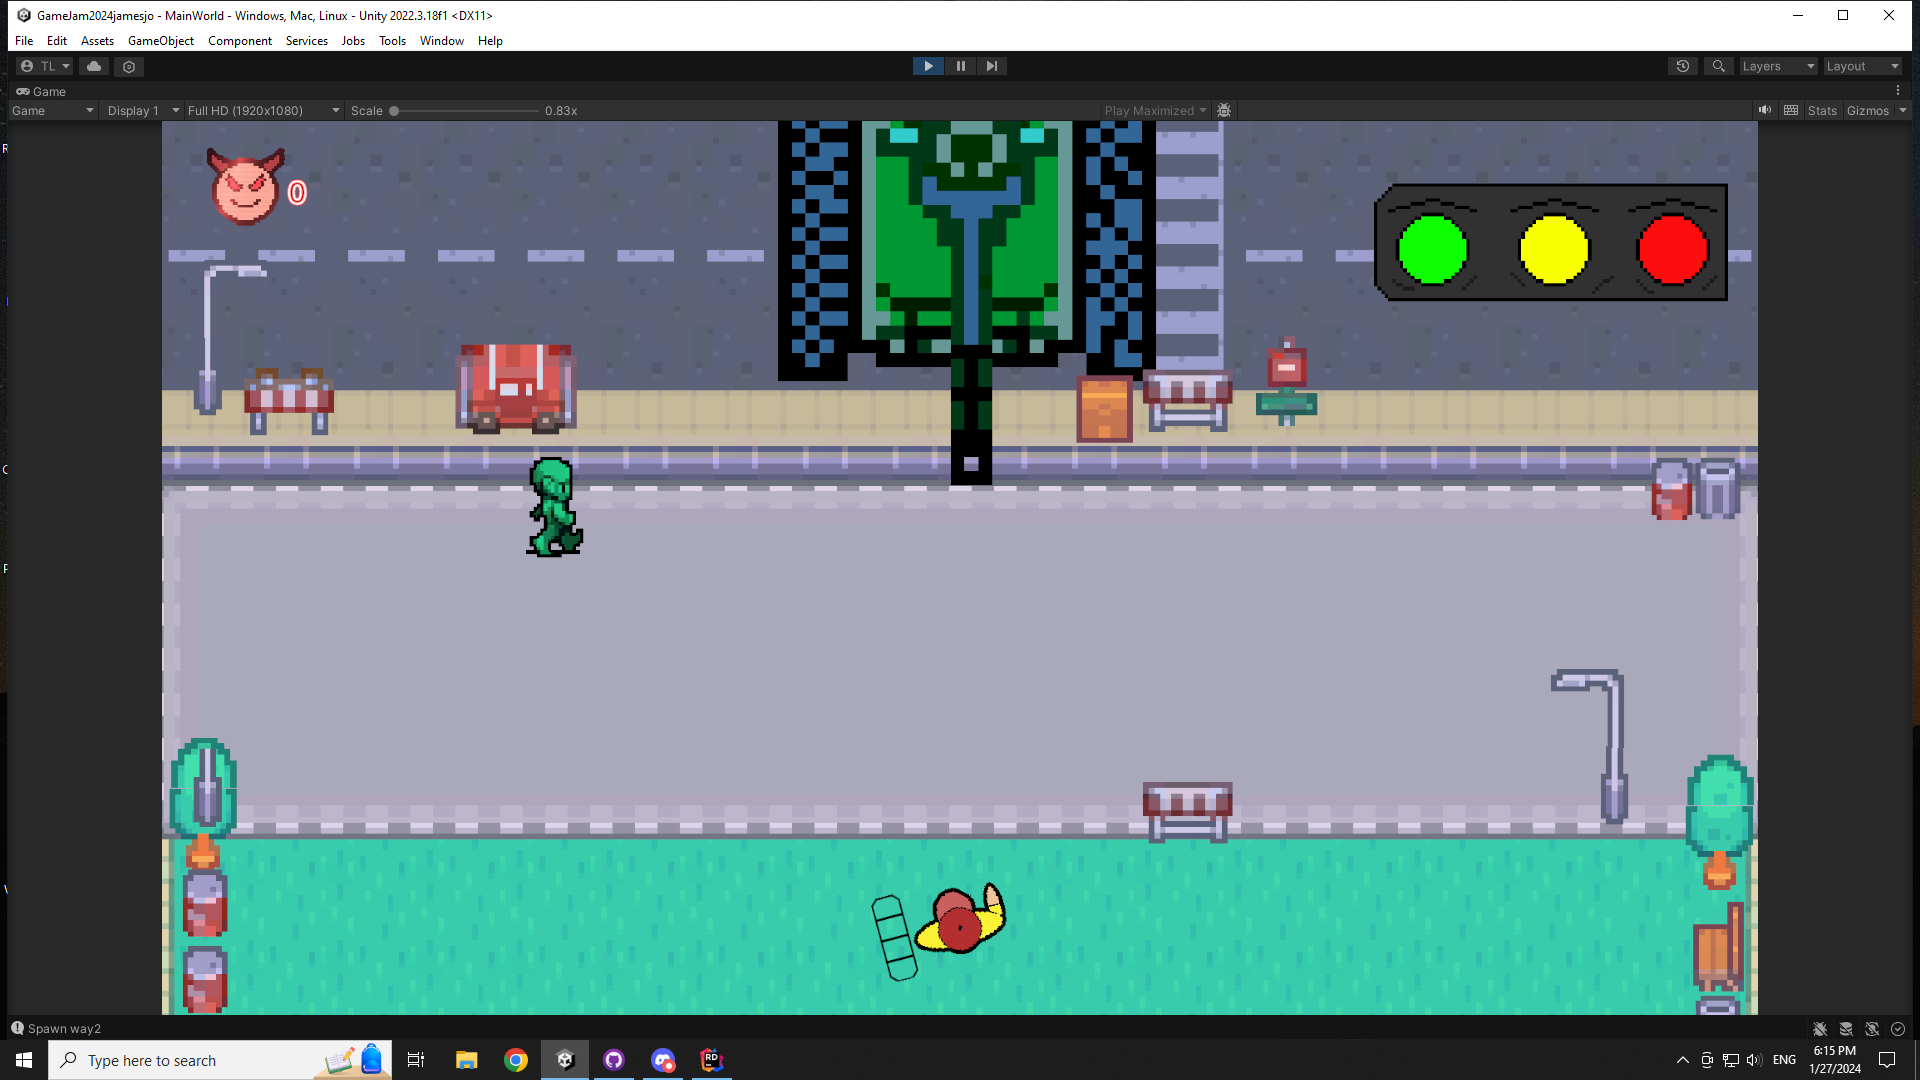 GameJam2024jamesjo - MainWorld - Windows, Mac, Linux - Unity 2022.3.18f1 <DX11>
File Edit Assets GameObject Component Services Jobs Tools Window Help
TL Layers Layout
Game
Game Display 1 Full HD (1920x1080) Scale 0.83x Play Maximized Stats Gizmos
0
Spawn way2
Type here to search
RD
ENG
6:15 PM
1/27/2024